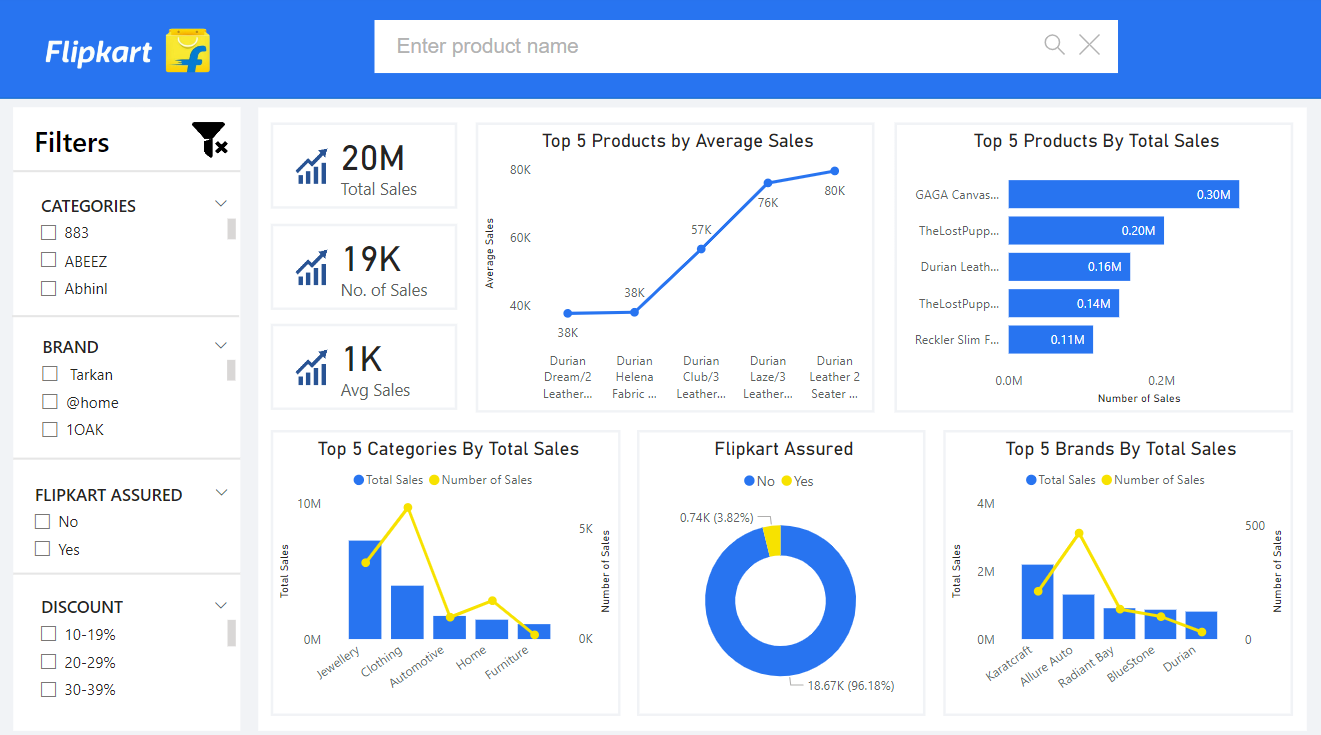 Flipkart
Enter product name
Filters
CATEGORIES
883
ABEEZ
Abhinl
BRAND
Tarkan
@home
1OAK
FLIPKART ASSURED
No
Yes
DISCOUNT
10-19%
20-29%
30-39%
20M
Total Sales
19K
No. of Sales
1K
Avg Sales
Top 5 Products by Average Sales
Average Sales
80K
60K
40K
38K
38K
57K
76K
80K
Durian Dream/2 Leather...
Durian Helena Fabric ...
Durian Club/3 Leather...
Durian Laze/3 Leather...
Durian Leather 2 Seater ...
Top 5 Products By Total Sales
GAGA Canvas... 0.30M
TheLostPupp... 0.20M
Durian Leath... 0.16M
TheLostPupp... 0.14M
Reckler Slim F... 0.11M
0.0M 0.2M
Number of Sales
Top 5 Categories By Total Sales
Total Sales Number of Sales
10M
0M
Total Sales
5K
0K
Number of Sales
Jewellery
Clothing
Automotive
Home
Furniture
Flipkart Assured
No Yes
0.74K (3.82%)
18.67K (96.18%)
Top 5 Brands By Total Sales
Total Sales Number of Sales
4M
2M
0M
Total Sales
500
0
Number of Sales
Karatcraft
Allure Auto
Radiant Bay
BlueStone
Durian